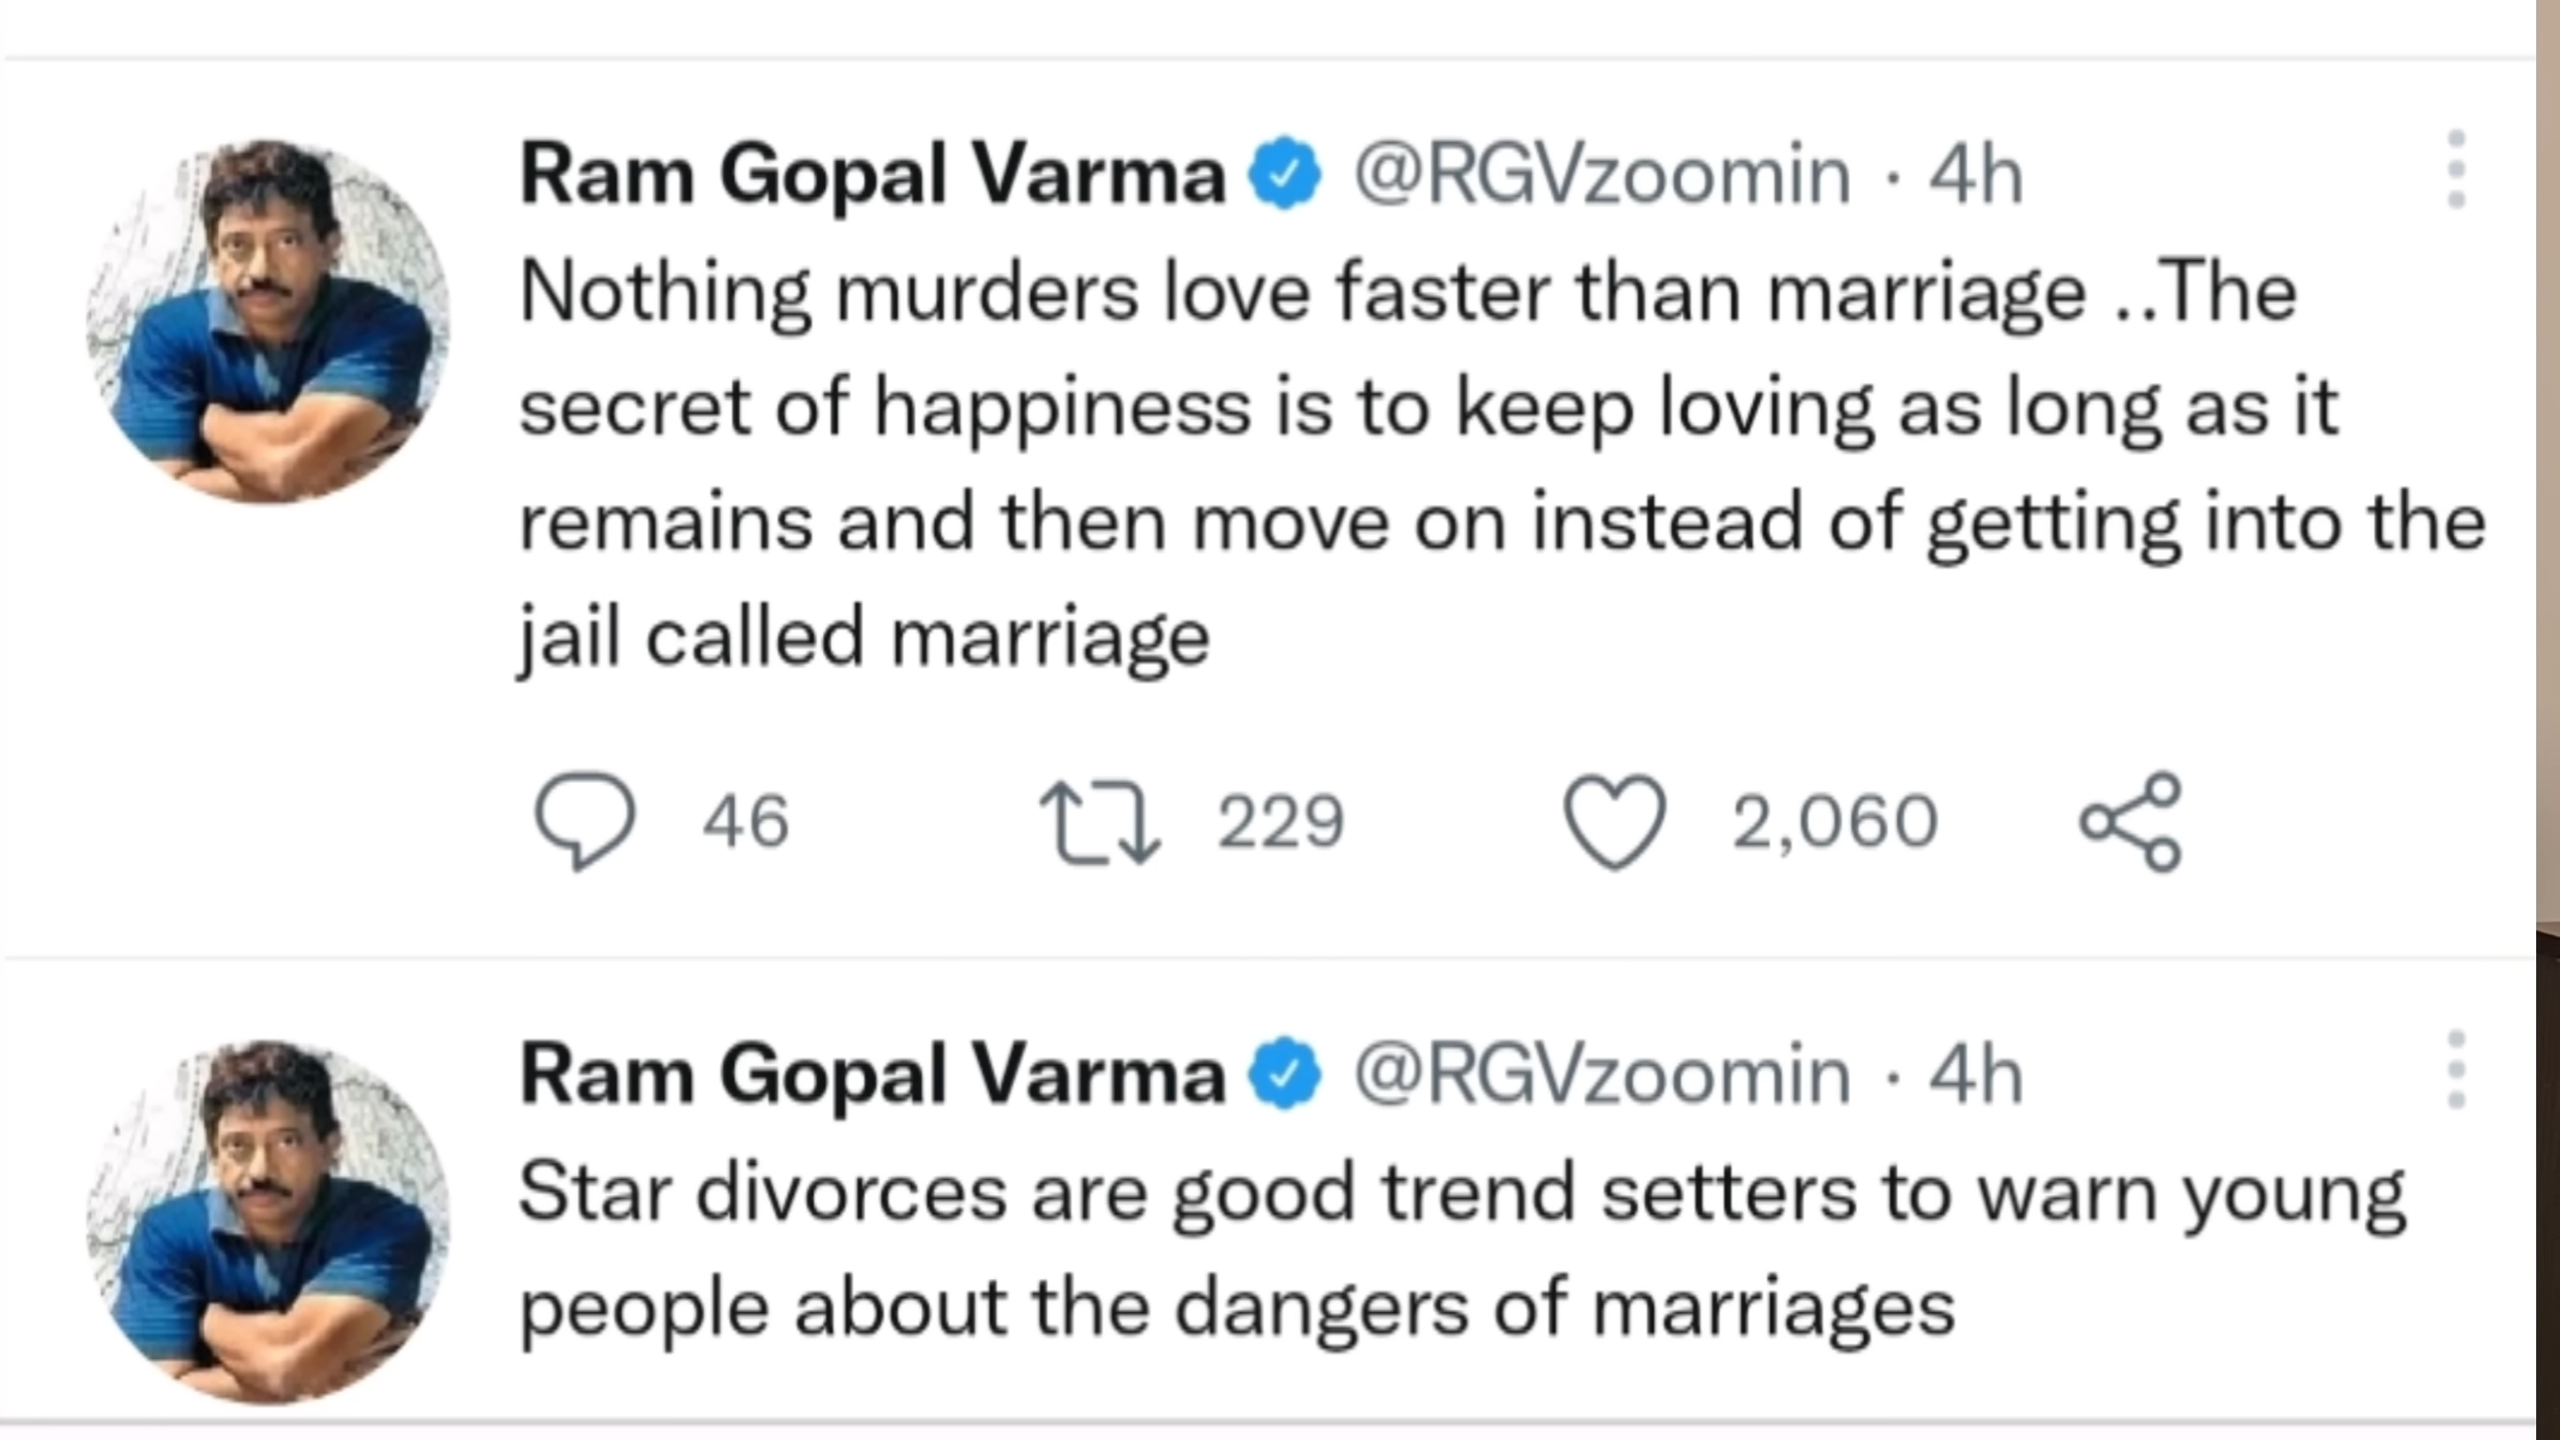 Ram Gopal Varma @RGVzoomin · 4h
Nothing murders love faster than marriage ..The
secret of happiness is to keep loving as long as it
remains and then move on instead of getting into the
jail called marriage
46 229 2,060
Ram Gopal Varma @RGVzoomin · 4h
Star divorces are good trend setters to warn young
people about the dangers of marriages